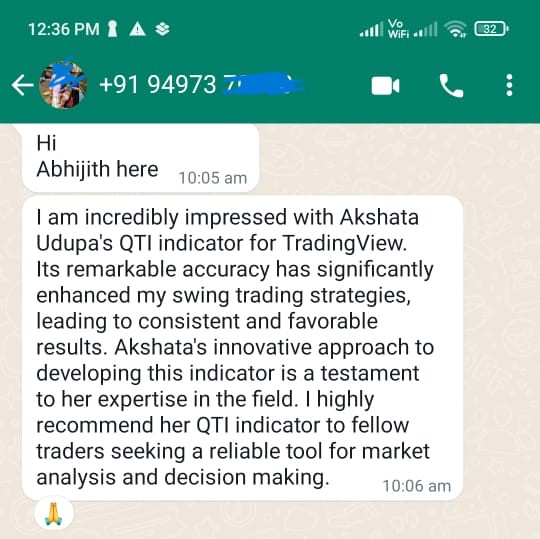 12:36 PM
Vo
WiFi
32
+91 94973 7
Hi
Abhijith here
10:05 am
I am incredibly impressed with Akshata
Udupa's QTI indicator for TradingView.
Its remarkable accuracy has significantly
enhanced my swing trading strategies,
leading to consistent and favorable
results. Akshata's innovative approach to
developing this indicator is a testament
to her expertise in the field. I highly
recommend her QTI indicator to fellow
traders seeking a reliable tool for market
analysis and decision making.
10:06 am